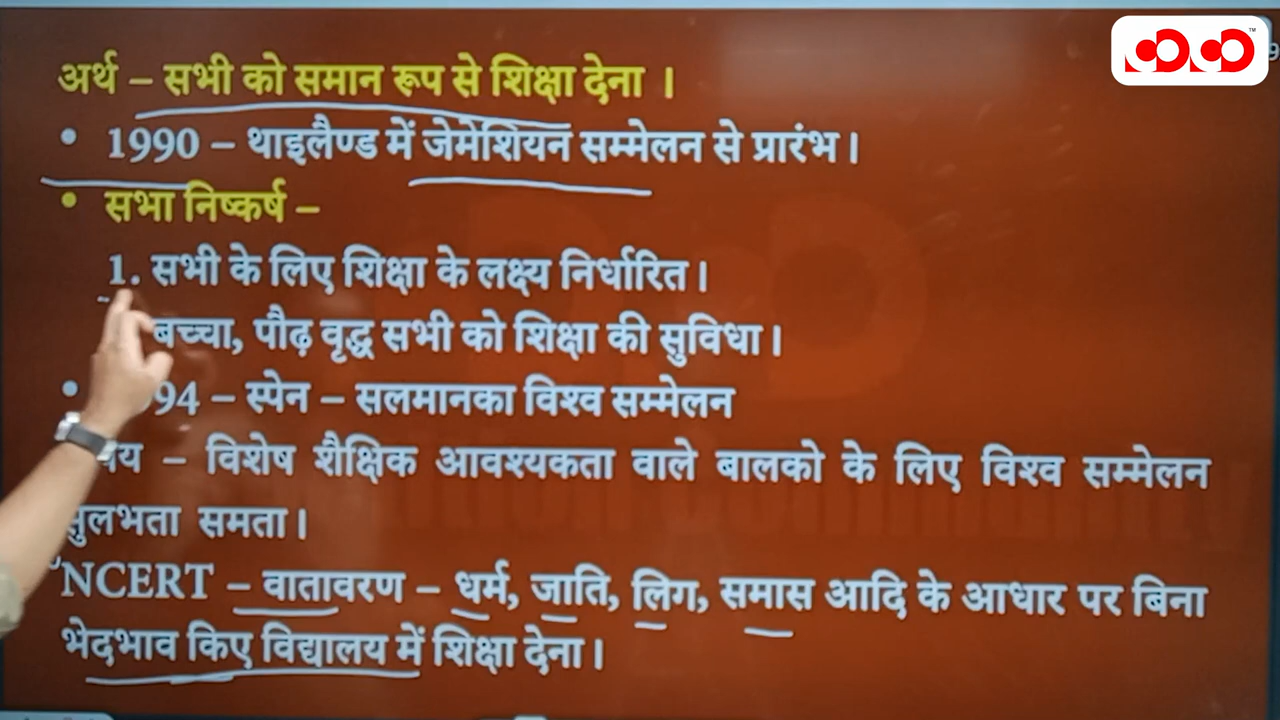 अर्थ – सभी को समान रूप से शिक्षा देना ।
• 1990 – थाइलैण्ड में जेमेशियन सम्मेलन से प्रारंभ।
• सभा निष्कर्ष –
1. सभी के लिए शिक्षा के लक्ष्य निर्धारित।
बच्चा, पौढ़ वृद्ध सभी को शिक्षा की सुविधा।
• 94 – स्पेन – सलमानका विश्व सम्मेलन
– विशेष शैक्षिक आवश्यकता वाले बालको के लिए विश्व सम्मेलन
सुलभता समता।
NCERT – वातावरण – धर्म, जाति, लिग, समास आदि के आधार पर बिना
भेदभाव किए विद्यालय में शिक्षा देना।